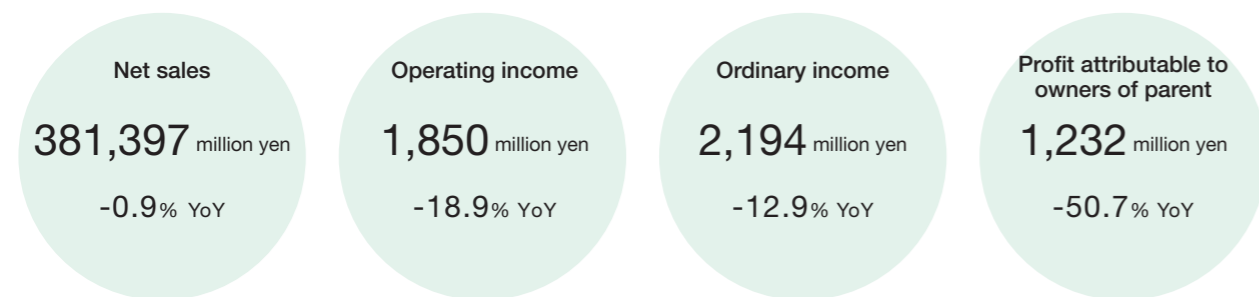 Net sales
381,397 million yen
-0.9% YoY
Operating income
1,850 million yen
-18.9% YoY
Ordinary income
2,194 million yen
-12.9% YoY
Profit attributable to
owners of parent
1,232 million yen
-50.7% YoY